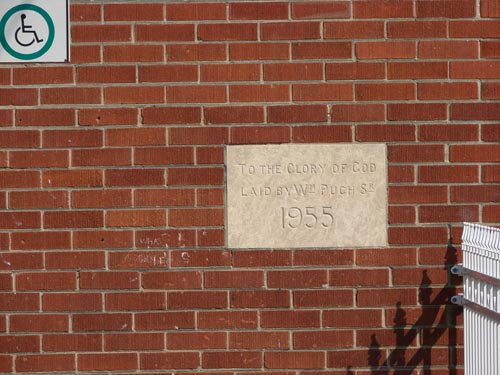 TO THE GLORY OF GOD
LAID BY WM PUGH SR
1955